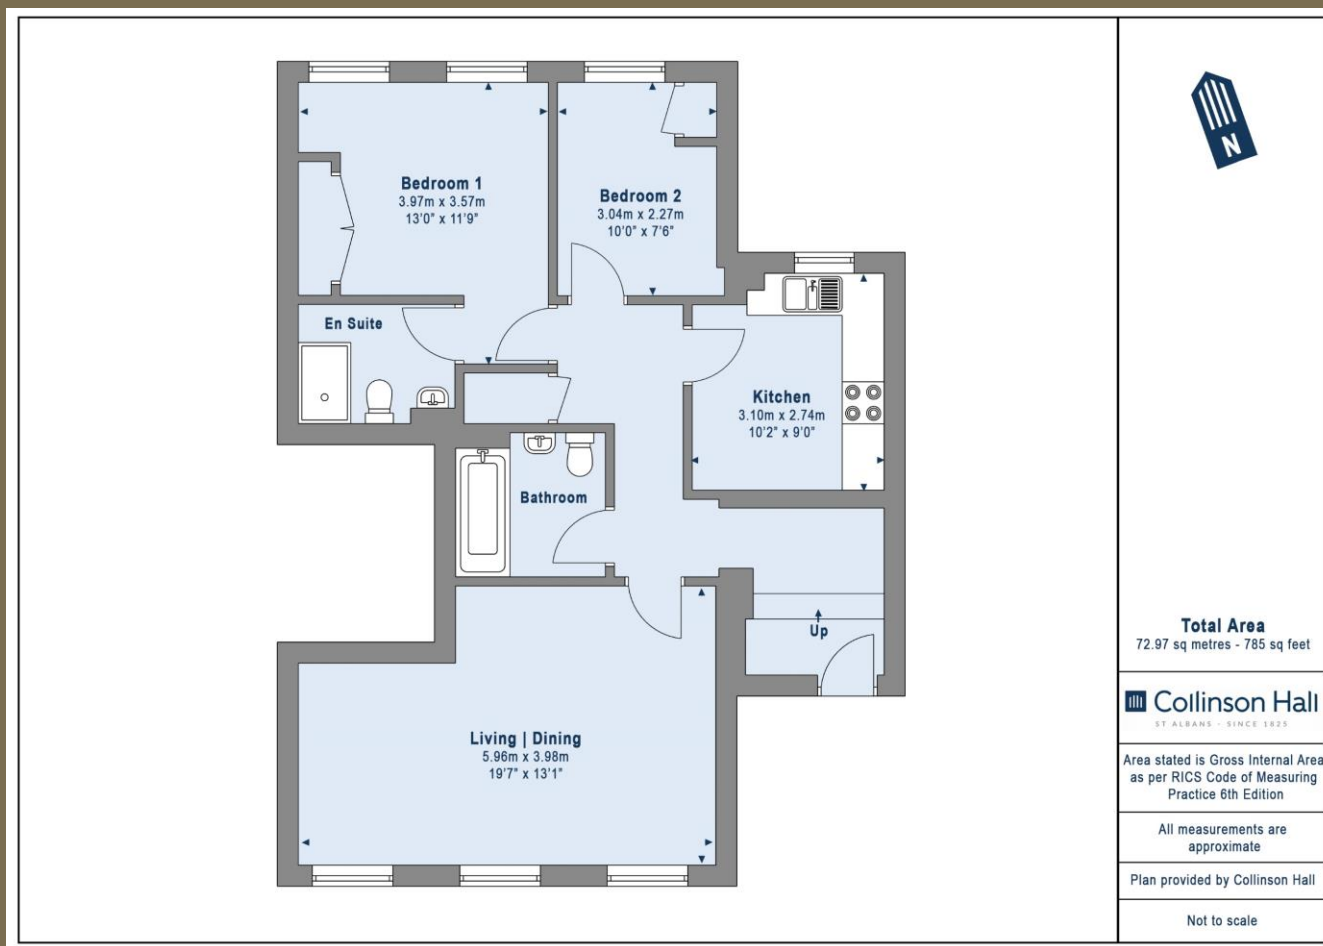 Bedroom 1
3.97m x 3.57m
13'0" x 11'9"
Bedroom 2
3.04m x 2.27m
10'0" x 7'6"
En Suite
Kitchen
3.10m x 2.74m
10'2" x 9'0"
Bathroom
Up
Living | Dining
5.96m x 3.98m
19'7" x 13'1"
N
Total Area
72.97 sq metres - 785 sq feet
Collinson Hall
ST ALBANS - SINCE 1825
Area stated is Gross Internal Area
as per RICS Code of Measuring
Practice 6th Edition
All measurements are
approximate
Plan provided by Collinson Hall
Not to scale